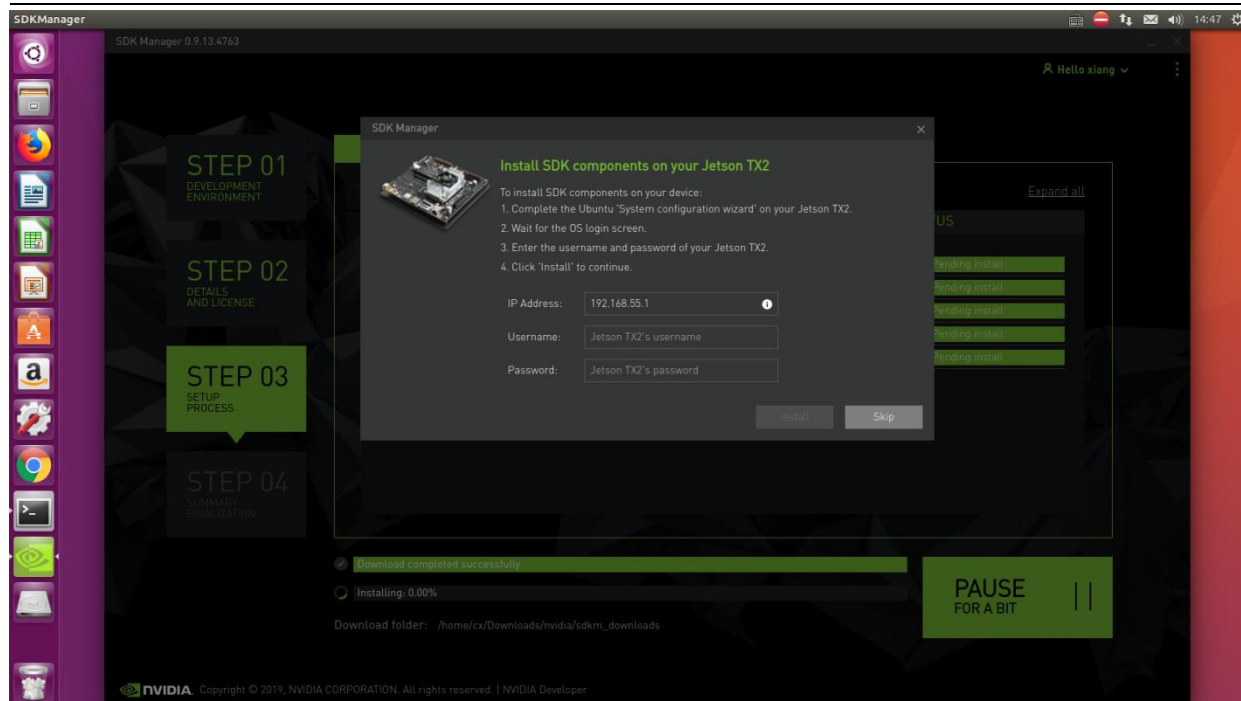 SDKManager
14:47
SDK Manager 0.9.13.4763
Hello xiang
SDK Manager
STEP 01
DEVELOPMENT
ENVIRONMENT
Install SDK components on your Jetson TX2
To install SDK components on your device:
1. Complete the Ubuntu 'System configuration wizard' on your Jetson TX2.
2. Wait for the OS login screen.
3. Enter the username and password of your Jetson TX2.
4. Click 'Install' to continue.
Expand all
TUS
STEP 02
DETAILS
AND LICENSE
Pending install
Pending install
Pending install
Pending install
Pending install
IP Address: 192.168.55.1
Username: Jetson TX2's username
Password: Jetson TX2's password
Install Skip
STEP 03
SETUP
PROCESS
STEP 04
SUMMARY
FINALIZATION
Download completed successfully
Installing: 0.00%
Download folder: /home/cx/Downloads/nvidia/sdkm_downloads
PAUSE
FOR A BIT
NVIDIA. Copyright © 2019, NVIDIA CORPORATION. All rights reserved. | NVIDIA Developer